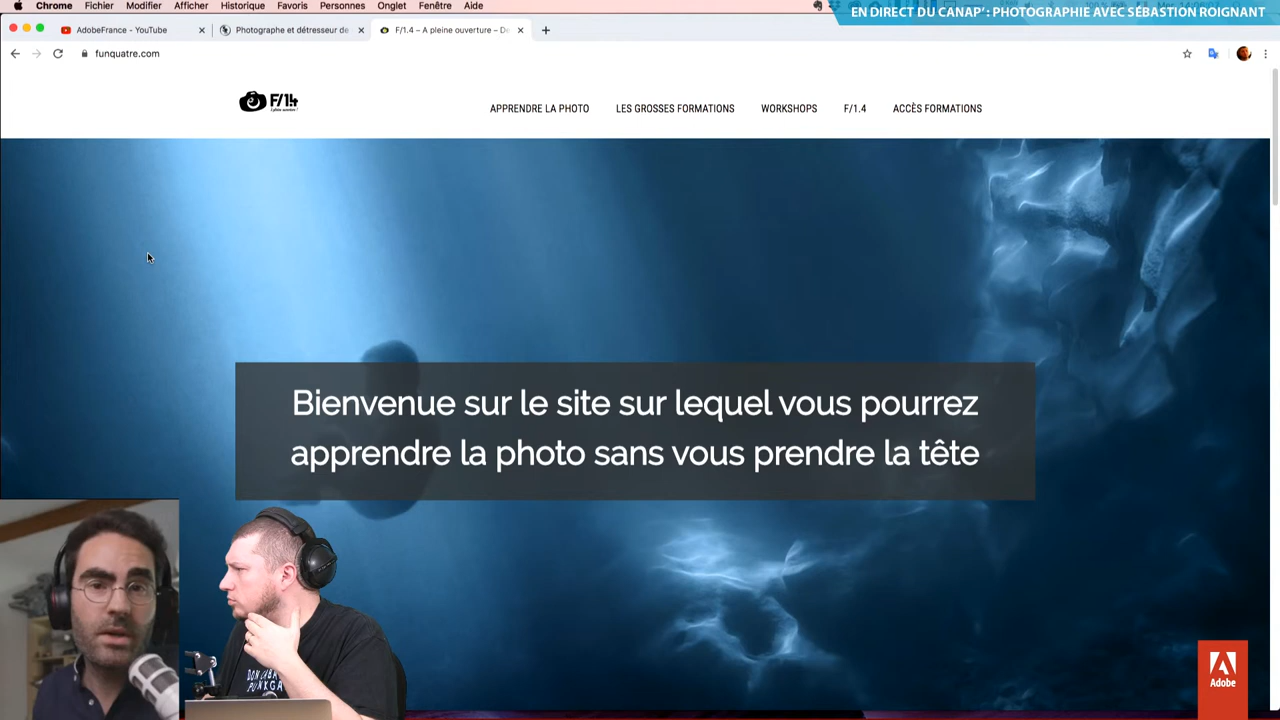 Chrome Fichier Modifier Afficher Historique Favoris Personnes Onglet Fenêtre Aide
EN DIRECT DU CANAP' : PHOTOGRAPHIE AVEC SÉBASTION ROIGNANT
AdobeFrance - YouTube
Photographe et détresseur de
F/1.4 – A pleine ouverture – De
funquatre.com
F/1.4
APPRENDRE LA PHOTO
LES GROSSES FORMATIONS
WORKSHOPS
F/1.4
ACCÈS FORMATIONS
Bienvenue sur le site sur lequel vous pourrez
apprendre la photo sans vous prendre la tête
Adobe